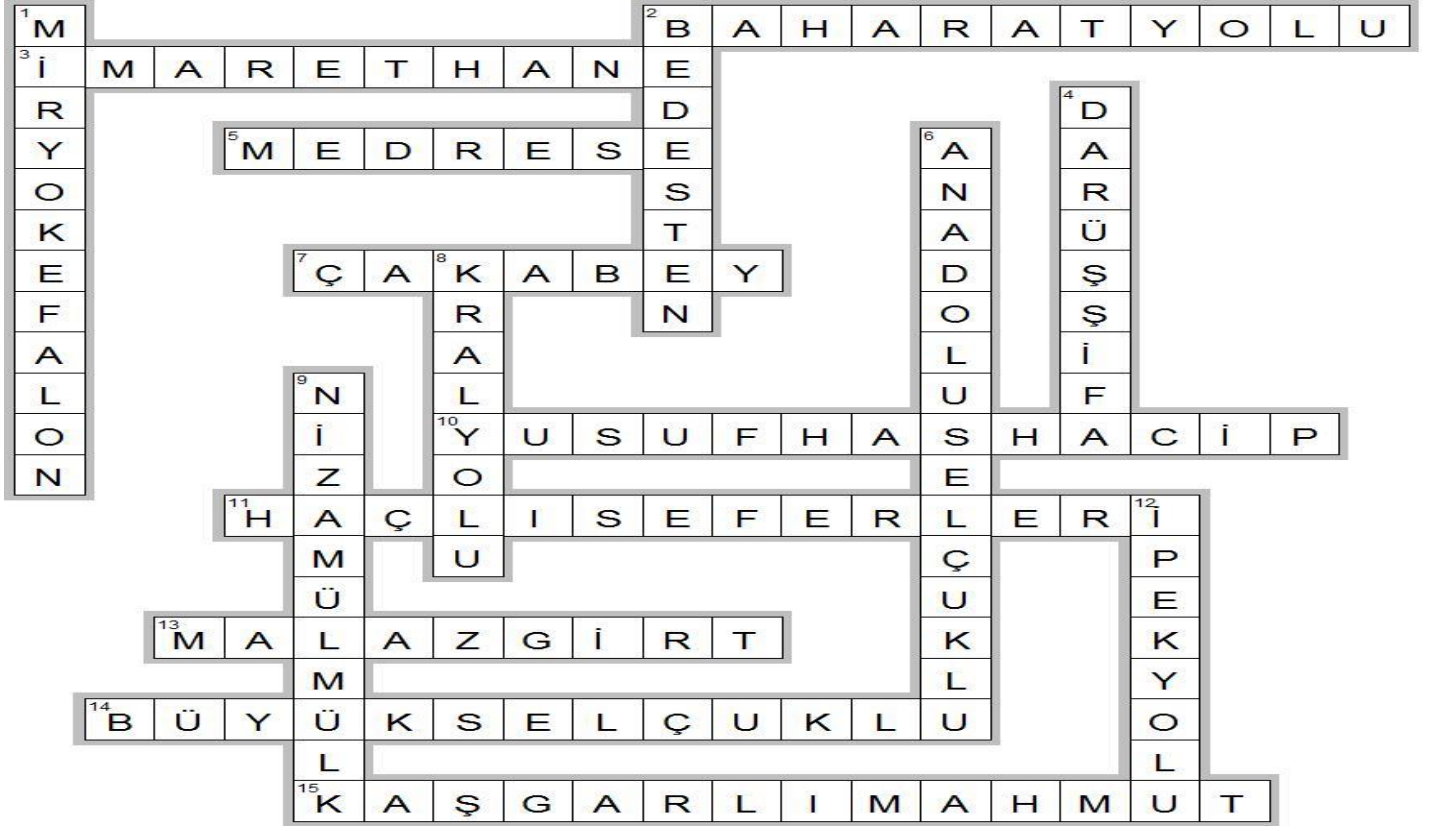 1 MİRYOKEFALON
2 BAHARATYOLU
2 BEDESTEN
3 İMARETHANE
4 DARÜŞŞİFA
5 MEDRESE
6 ANADOLUSELÇUKLU
7 ÇAKABEY
8 KRALYOLU
9 NİZAMÜLMÜLK
10 YUSUFHASHACİP
11 HAÇLISEFERLERİ
12 İPEKYOLU
13 MALAZGİRT
14 BÜYÜKSELÇUKLU
15 KAŞGARLIMAHMUT